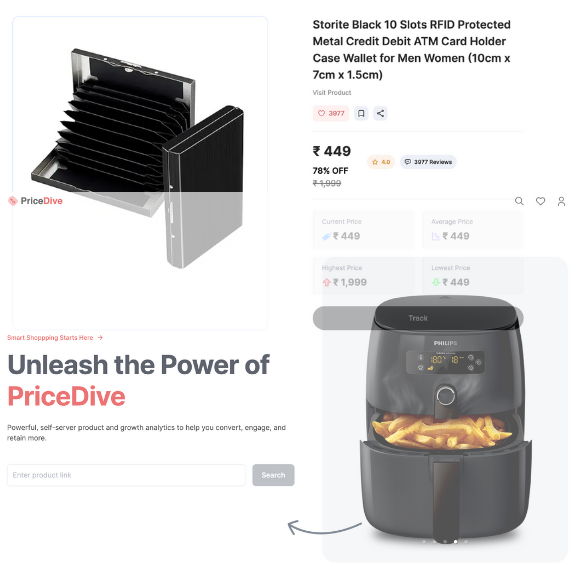 Storite Black 10 Slots RFID Protected
Metal Credit Debit ATM Card Holder
Case Wallet for Men Women (10cm x
7cm x 1.5cm)
Visit Product
3977
₹ 449
4.0
3977 Reviews
78% OFF
₹ 1,999
PriceDive
Current Price
₹ 449
Average Price
₹ 449
Highest Price
₹ 1,999
Lowest Price
₹ 449
Track
Smart Shoppping Starts Here →
Unleash the Power of
PriceDive
Powerful, self-server product and growth analytics to help you convert, engage, and
retain more.
Enter product link
Search
PHILIPS
180
18